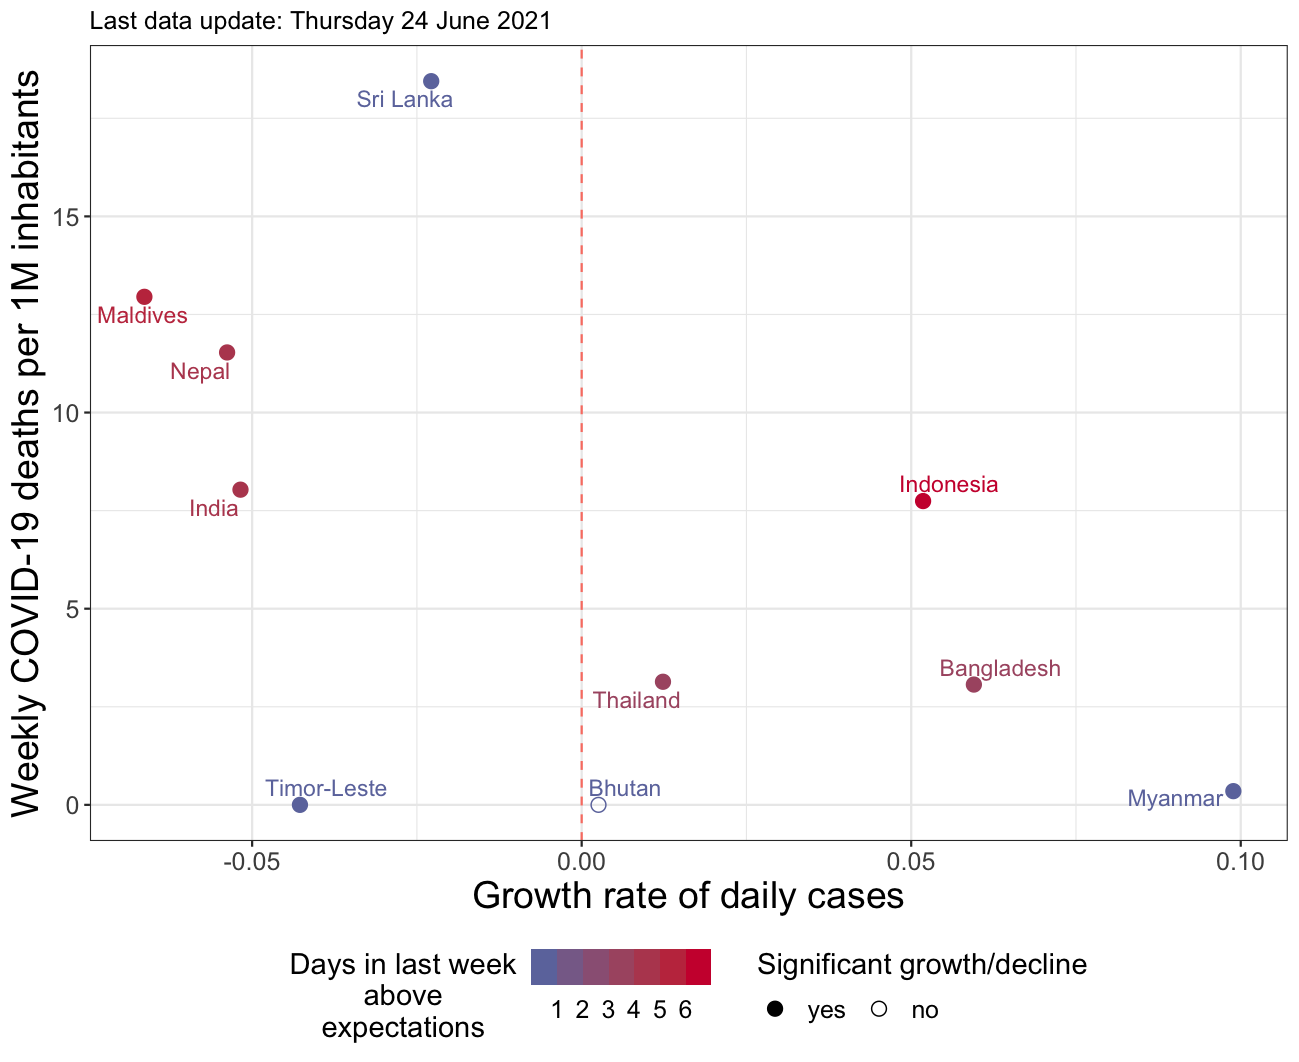 Last data update: Thursday 24 June 2021
Weekly COVID-19 deaths per 1M inhabitants
15
10
5
0
Sri Lanka
Maldives
Nepal
India
Indonesia
Bangladesh
Thailand
Timor-Leste
Bhutan
Myanmar
-0.05 0.00 0.05 0.10
Growth rate of daily cases
Days in last week
above
expectations
1 2 3 4 5 6
Significant growth/decline
yes no